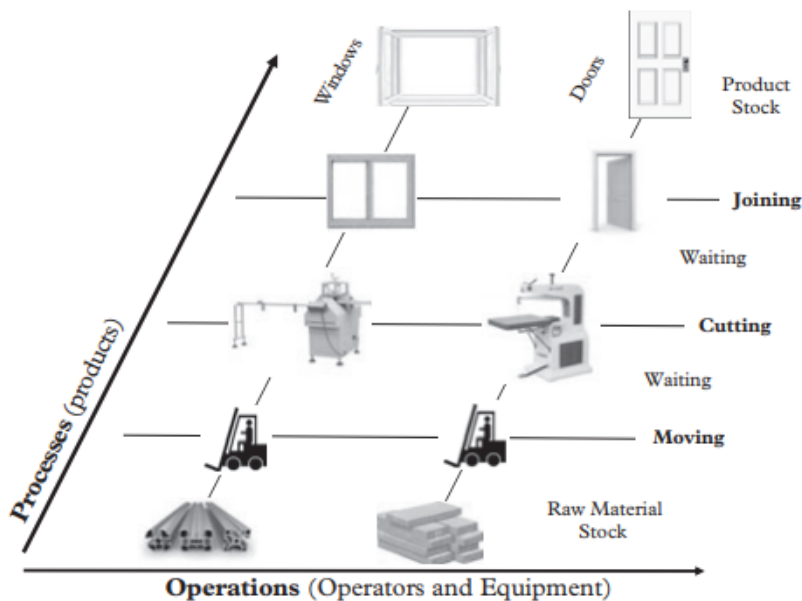 Windows
Doors
Product
Stock
Joining
Waiting
Cutting
Waiting
Moving
Raw Material
Stock
Processes (products)
Operations (Operators and Equipment)